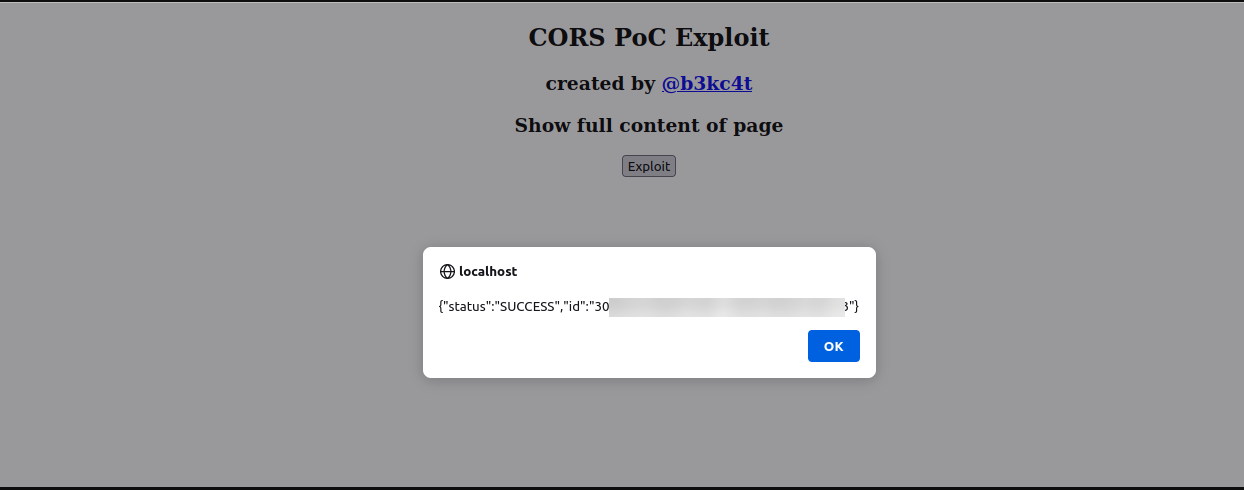 CORS PoC Exploit
created by @b3kc4t
Show full content of page
Exploit
localhost
{"status":"SUCCESS","id":"30 3"}
OK